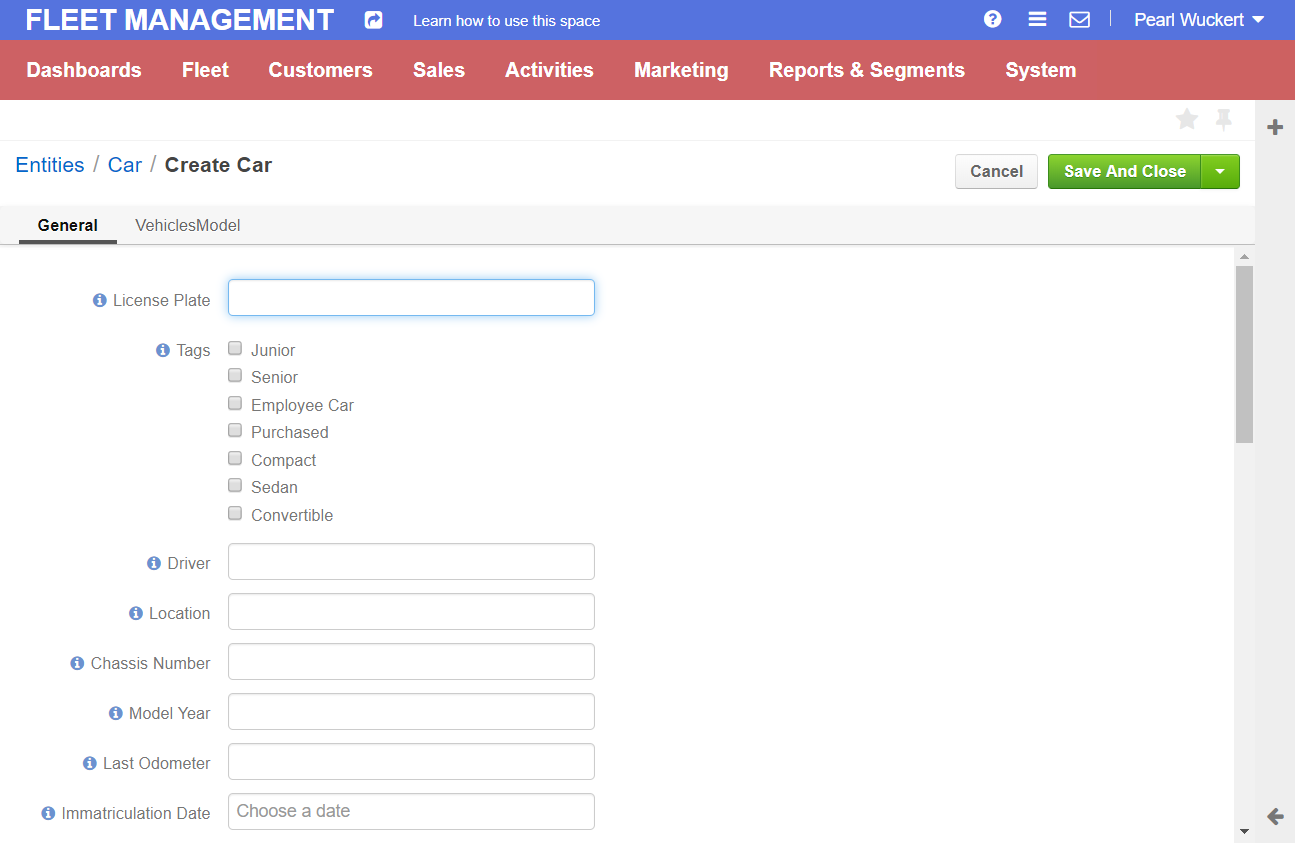 FLEET MANAGEMENT Learn how to use this space Pearl Wuckert
Dashboards Fleet Customers Sales Activities Marketing Reports & Segments System
Entities / Car / Create Car Cancel Save And Close
General VehiclesModel
License Plate
Tags Junior
Senior
Employee Car
Purchased
Compact
Sedan
Convertible
Driver
Location
Chassis Number
Model Year
Last Odometer
Immatriculation Date Choose a date